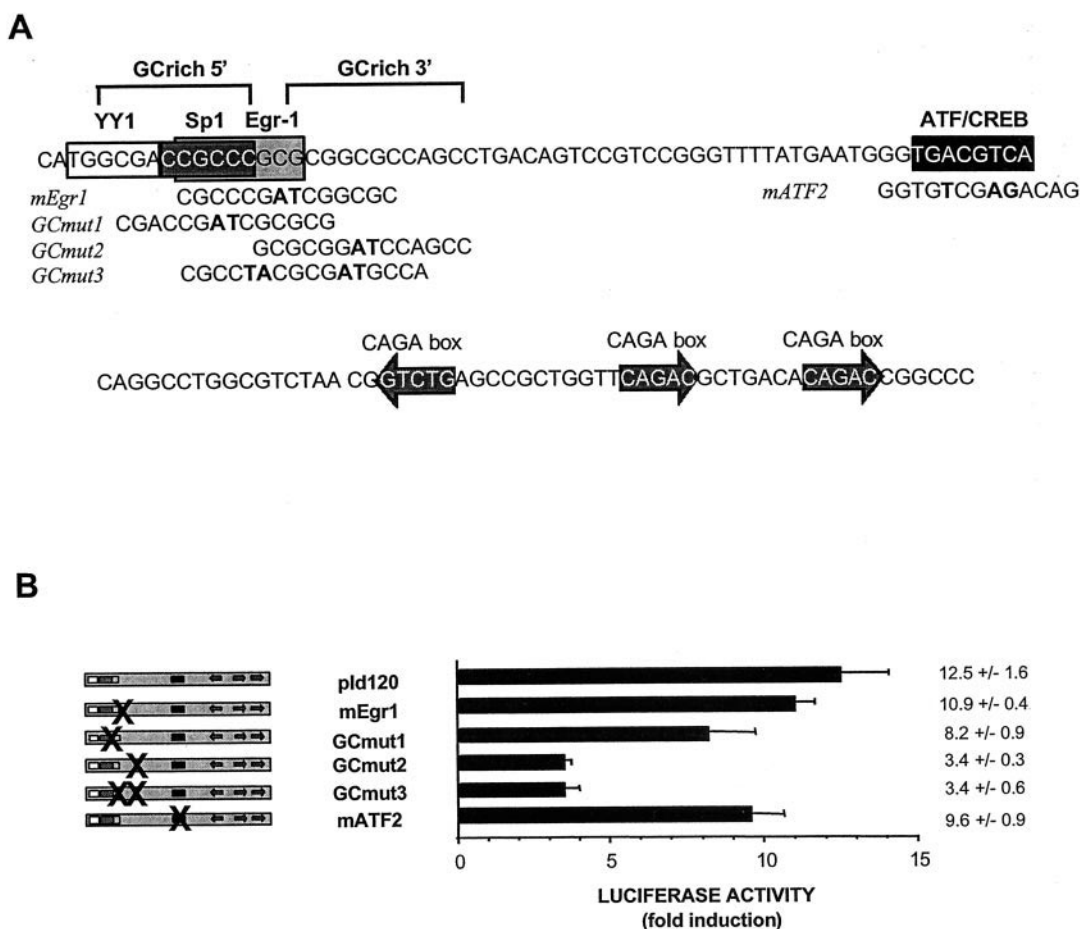 A
GCrich 5’ GCrich 3’
YY1 Sp1 Egr-1 ATF/CREB
CATGGCGACCGCCCGCGCGGCGCCAGCCTGACAGTCCGTCCGGGTTTTATGAATGGGTGACGTCA
mEgr1 CGCCCGATCGGCGC mATF2 GGTGTCGAGACAG
GCmut1 CGACCGATCGCGCG
GCmut2 GCGCGGATCCAGCC
GCmut3 CGCCTACGCGATGCCA
CAGA box CAGA box CAGA box
CAGGCCTGGCGTCTAA CGGTCTGAGCCGCTGGTTCAGACGCTGACACAGACCGGCCC
B
pId120 12.5 +/- 1.6
mEgr1 10.9 +/- 0.4
GCmut1 8.2 +/- 0.9
GCmut2 3.4 +/- 0.3
GCmut3 3.4 +/- 0.6
mATF2 9.6 +/- 0.9
0 5 10 15
LUCIFERASE ACTIVITY
(fold induction)